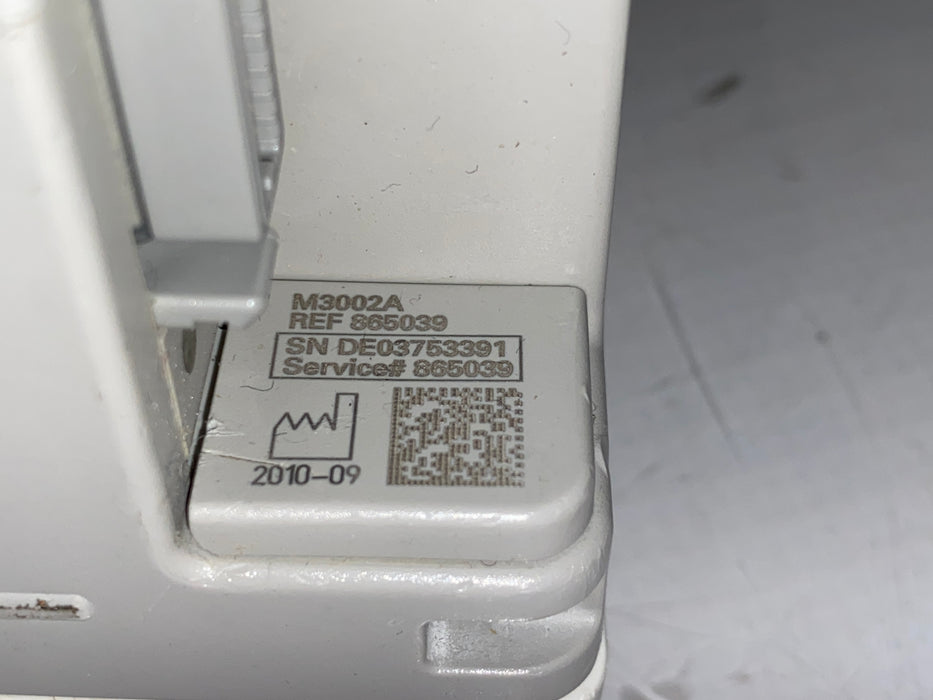 M3002A
REF 865039
SN DE03753391
Service# 865039
2010-09